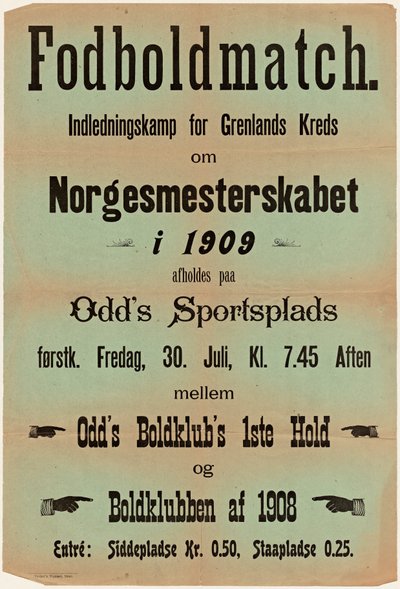 Fodboldmatch.
Indledningskamp for Grenlands Kreds
om
Norgesmesterskabet
i 1909
afholdes paa
Odd's Sportsplads
førstk. Fredag, 30. Juli, Kl. 7.45 Aften
mellem
Odd's Boldklub's 1ste Hold
og
Boldklubben af 1908
Entré: Siddepladse Kr. 0.50, Staapladse 0.25.